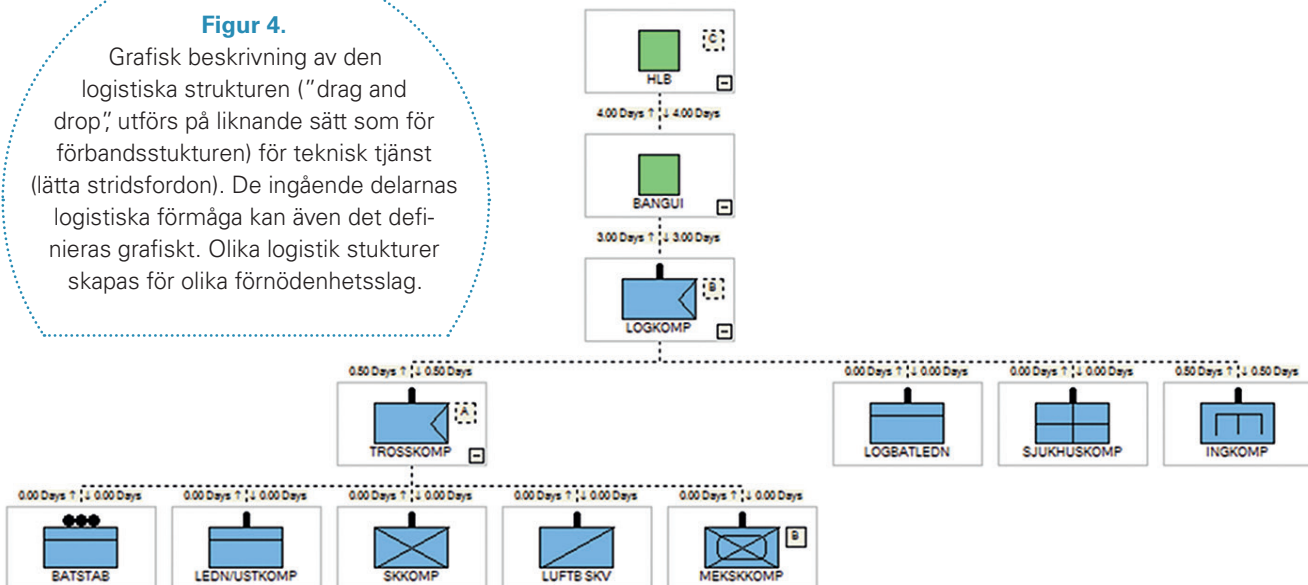 Figur 4.
Grafisk beskrivning av den
logistiska strukturen (”drag and
drop”, utförs på liknande sätt som för
förbandsstukturen) för teknisk tjänst
(lätta stridsfordon). De ingående delarnas
logistiska förmåga kan även det defi-
nieras grafiskt. Olika logistik stukturer
skapas för olika förnödenhetsslag.
C
HLB
4.00 Days ↑ ↓ 4.00 Days
BANGUI
3.00 Days ↑ ↓ 3.00 Days
B
LOGKOMP
0.50 Days ↑ ↓ 0.50 Days 0.00 Days ↑ ↓ 0.00 Days 0.00 Days ↑ ↓ 0.00 Days 0.50 Days ↑ ↓ 0.50 Days
A
TROSSKOMP LOGBATLEDN SJUKHUSKOMP INGKOMP
0.00 Days ↑ ↓ 0.00 Days 0.00 Days ↑ ↓ 0.00 Days 0.00 Days ↑ ↓ 0.00 Days 0.00 Days ↑ ↓ 0.00 Days 0.00 Days ↑ ↓ 0.00 Days
B
BATSTAB LEDN/USTKOMP SKKOMP LUFTB SKV MEKSKKOMP